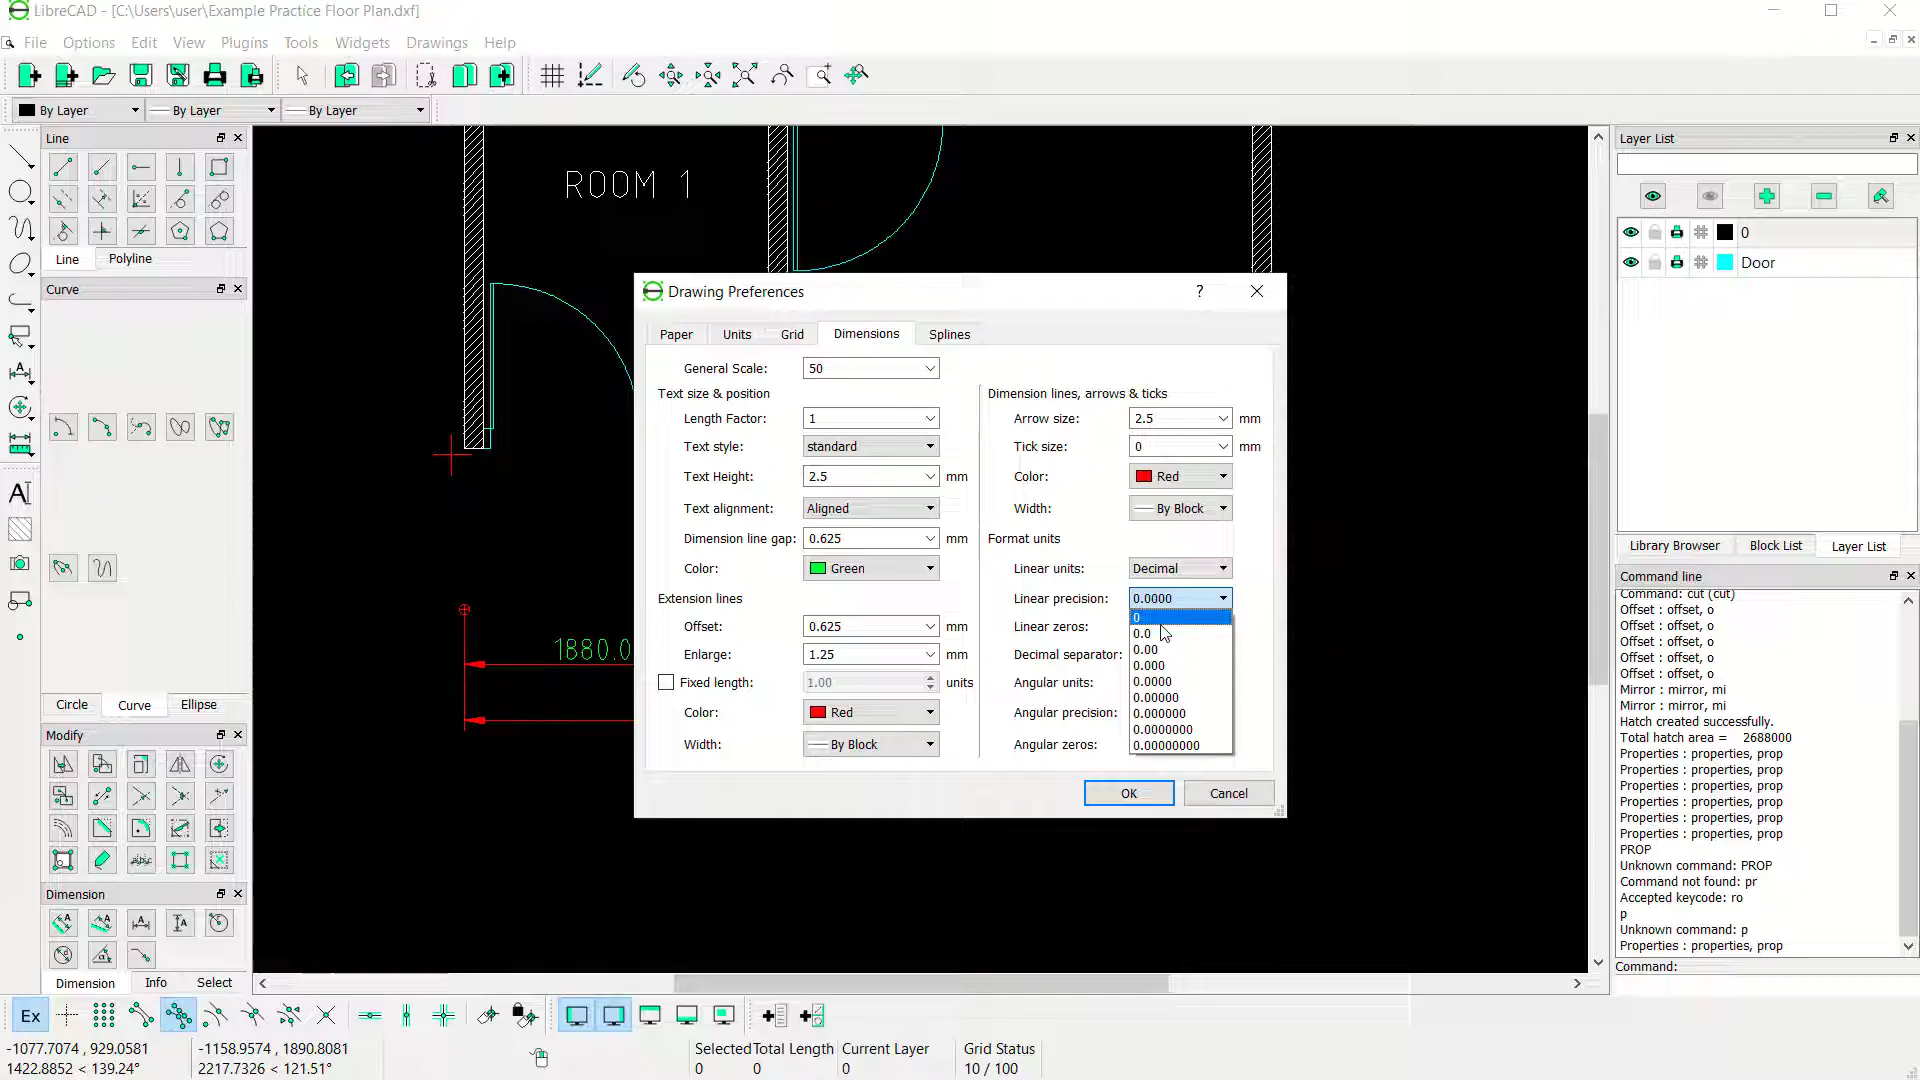 LibreCAD - [C:\Users\user\Example Practice Floor Plan.dxf]
File Options Edit View Plugins Tools Widgets Drawings Help
By Layer By Layer By Layer
Line
Line Polyline
Curve
Circle Curve Ellipse
Modify
abc
Dimension
Dimension Info Select
ROOM 1
1880.0
Drawing Preferences
?
Paper Units Grid Dimensions Splines
General Scale: 50
Text size & position
Length Factor: 1
Text style: standard
Text Height: 2.5 mm
Text alignment: Aligned
Dimension line gap: 0.625 mm
Color: Green
Extension lines
Offset: 0.625 mm
Enlarge: 1.25 mm
Fixed length: 1.00 units
Color: Red
Width: By Block
Dimension lines, arrows & ticks
Arrow size: 2.5 mm
Tick size: 0 mm
Color: Red
Width: By Block
Format units
Linear units: Decimal
Linear precision: 0.0000
Linear zeros:
Decimal separator:
Angular units:
Angular precision:
Angular zeros:
0
0.0
0.00
0.000
0.0000
0.00000
0.000000
0.0000000
0.00000000
OK Cancel
Layer List
0
Door
Library Browser Block List Layer List
Command line
Command: cut (cut)
Offset : offset, o
Offset : offset, o
Offset : offset, o
Offset : offset, o
Offset : offset, o
Mirror : mirror, mi
Mirror : mirror, mi
Hatch created successfully.
Total hatch area = 2688000
Properties : properties, prop
Properties : properties, prop
Properties : properties, prop
Properties : properties, prop
Properties : properties, prop
Properties : properties, prop
PROP
Unknown command: PROP
Command not found: pr
Accepted keycode: ro
p
Unknown command: p
Properties : properties, prop
Command:
Ex
-1077.7074 , 929.0581
1422.8852 < 139.24°
-1158.9574 , 1890.8081
2217.7326 < 121.51°
Selected Total Length Current Layer Grid Status
0 0 0 10 / 100